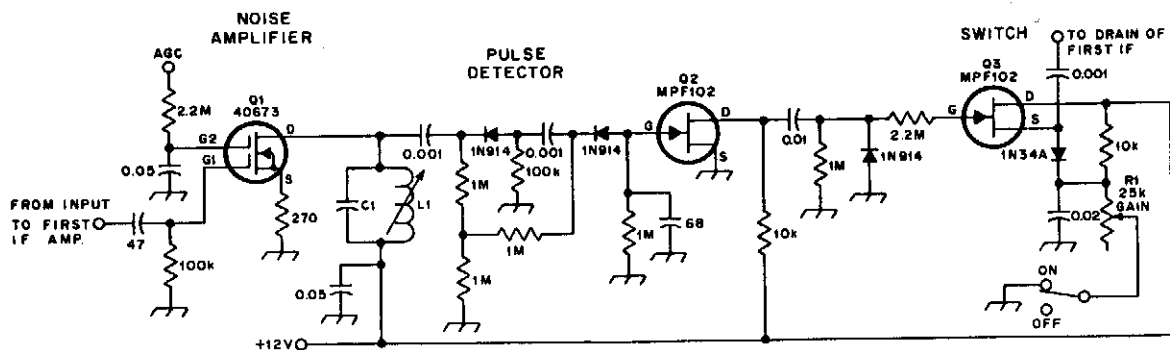 NOISE
AMPLIFIER
PULSE
DETECTOR
SWITCH
TO DRAIN OF
FIRST IF
AGC
2.2M
Q1
40673
G2
G1
D
S
0.05
270
FROM INPUT
TO FIRST
IF AMP.
47
100k
C1
L1
0.05
+12V
0.001
1N914
0.001
1N914
100k
1M
1M
1M
1M
68
Q2
MPF102
G
D
S
10k
0.01
1M
1N914
2.2M
Q3
MPF102
G
D
S
0.001
1N34A
10k
R1
25k
GAIN
0.02
ON
OFF